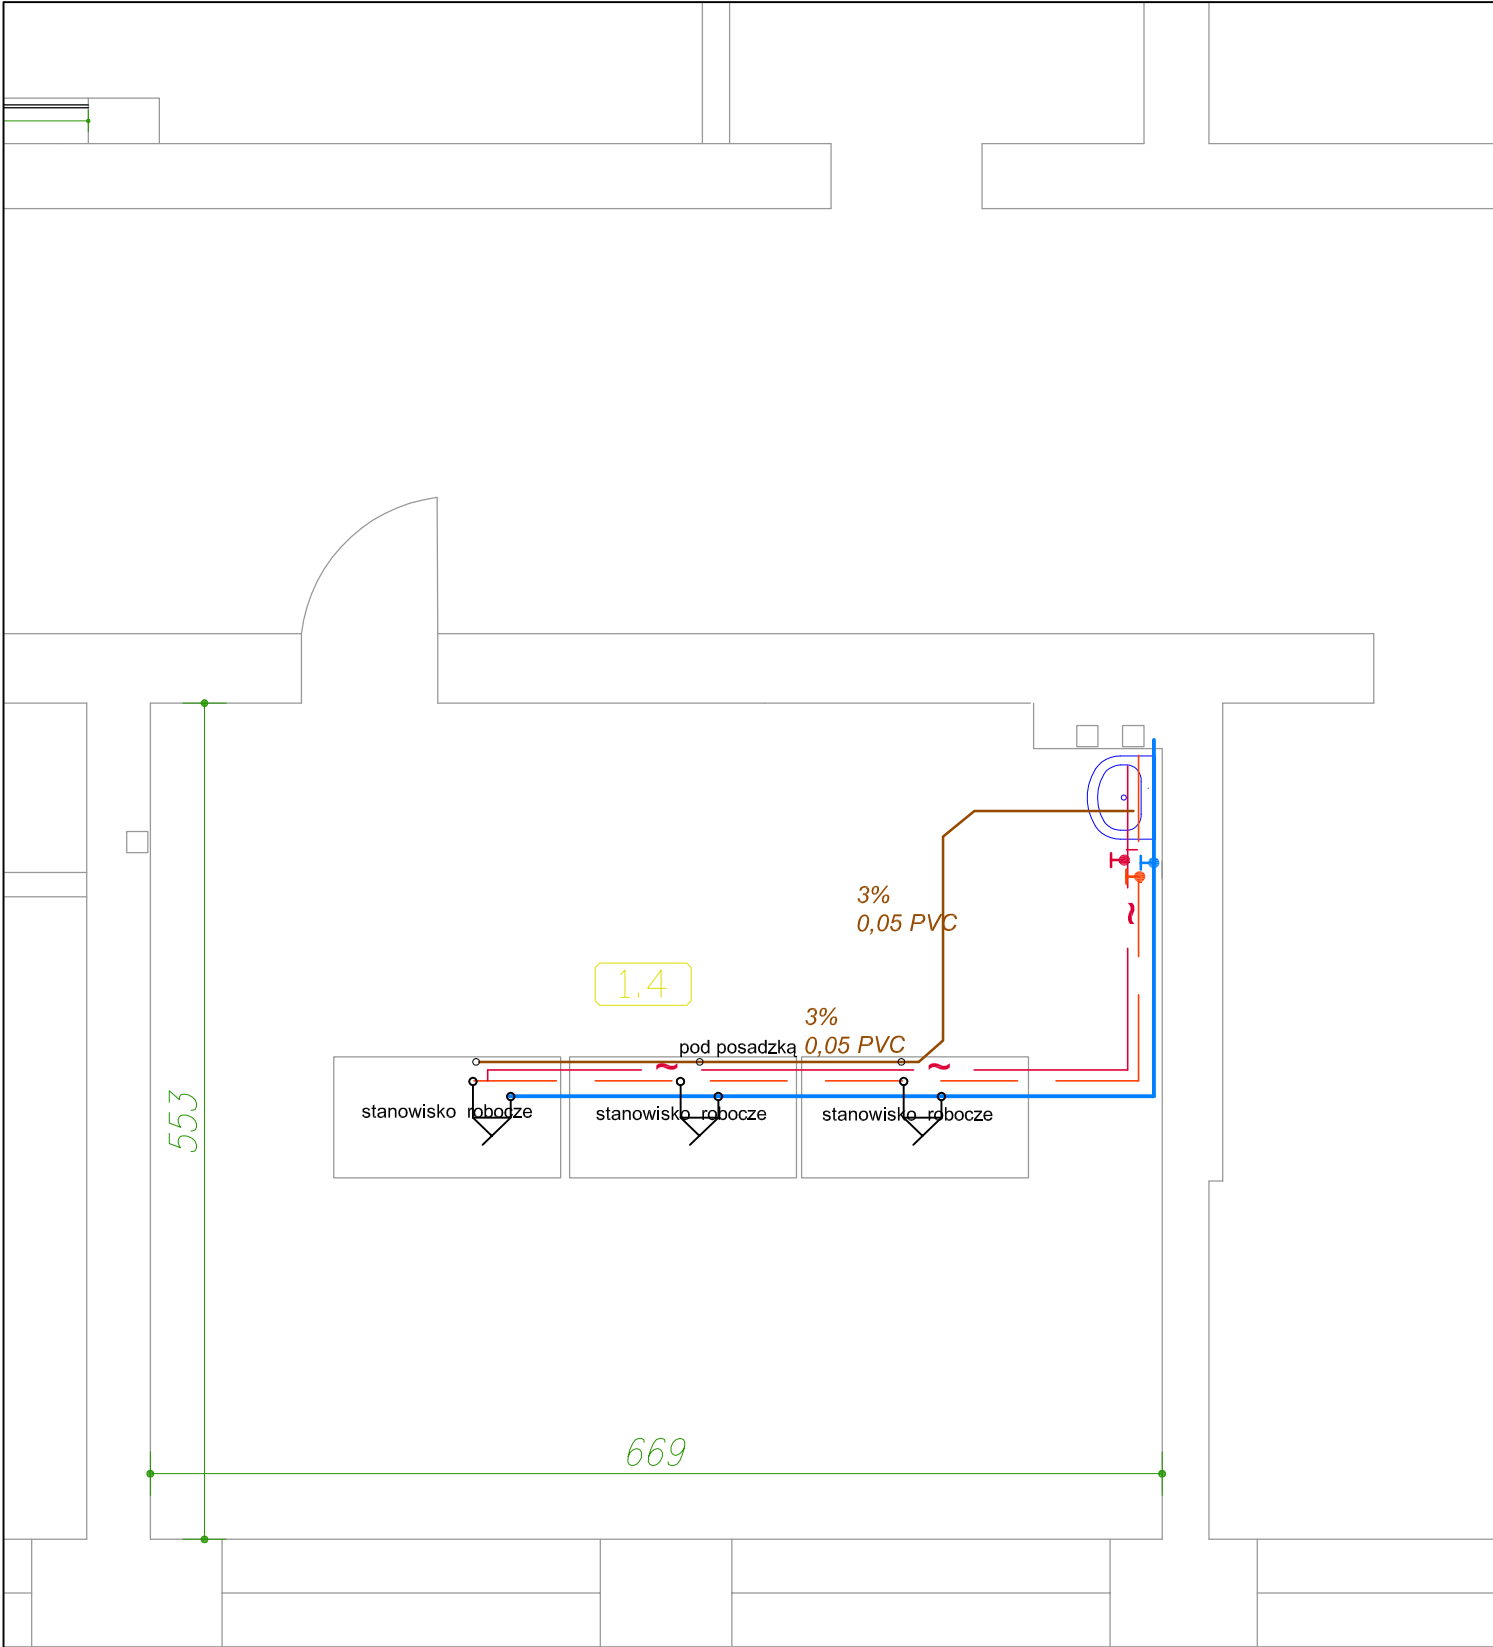 3%
0,05 PVC
1.4
3%
pod posadzką 0,05 PVC
stanowisko robocze
stanowisko robocze
stanowisko robocze
553
669